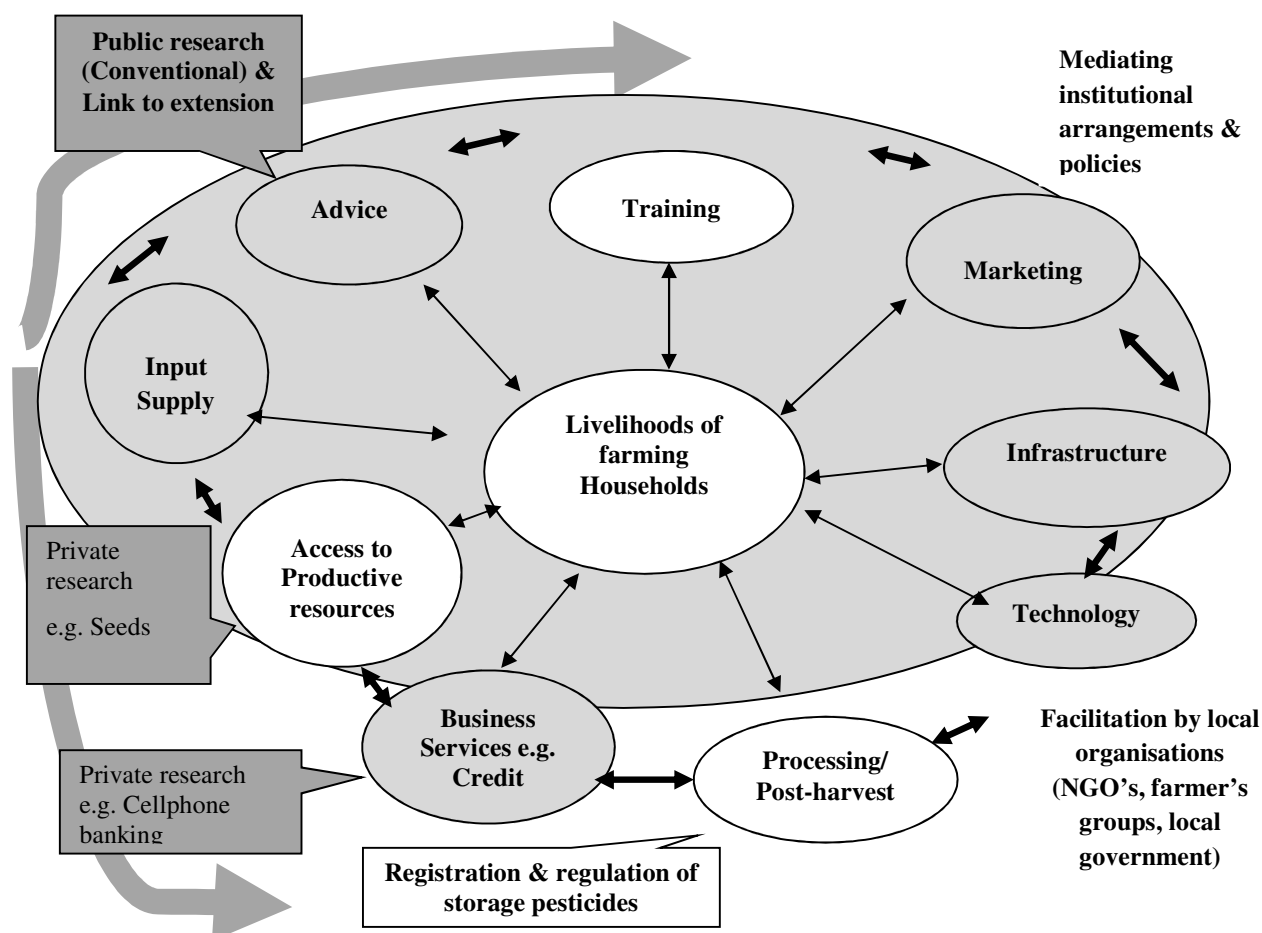 Public research
(Conventional) &
Link to extension
Mediating
institutional
arrangements &
policies
Advice
Training
Marketing
Input
Supply
Livelihoods of
farming
Households
Infrastructure
Private
research
e.g. Seeds
Access to
Productive
resources
Technology
Business
Services e.g.
Credit
Processing/
Post-harvest
Facilitation by local
organisations
(NGO's, farmer's
groups, local
government)
Private research
e.g. Cellphone
banking
Registration & regulation of
storage pesticides